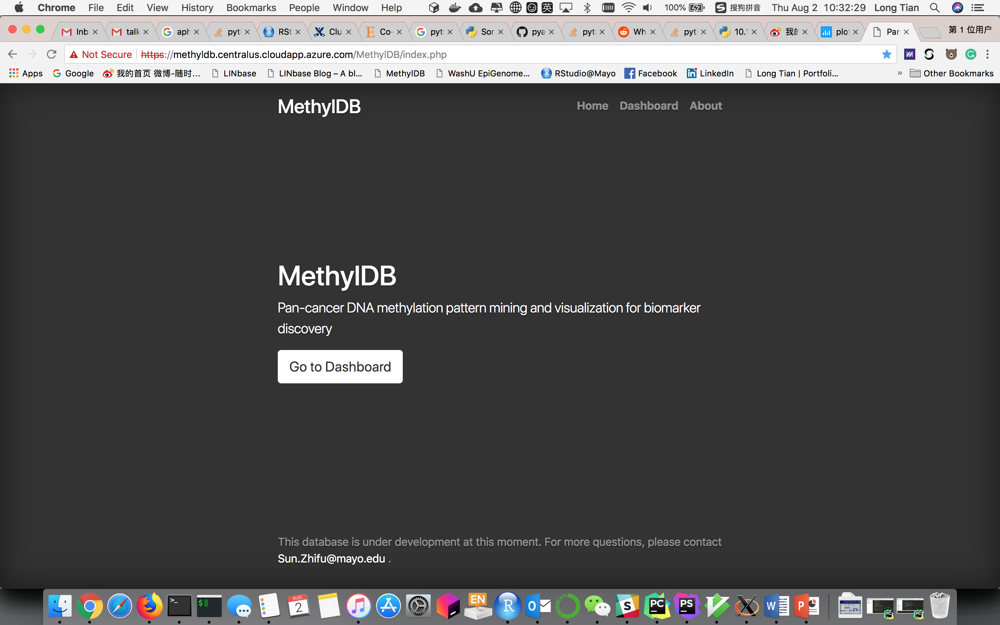 Chrome File Edit View History Bookmarks People Window Help 英 100% 搜狗拼音 Thu Aug 2 10:32:29 Long Tian
Inb talk aph pyt RSt Clu Co- pyt Sor pya pyt Wh pyt 10.1 我的 plot Pan 第 1 位用户
Not Secure https://methyldb.centralus.cloudapp.azure.com/MethylDB/index.php
Apps Google 我的首页 微博-随时... LINbase LINbase Blog – A bl... MethylDB WashU EpiGenome... RStudio@Mayo Facebook LinkedIn Long Tian | Portfoli... » Other Bookmarks
MethylDB Home Dashboard About
MethylDB
Pan-cancer DNA methylation pattern mining and visualization for biomarker
discovery
Go to Dashboard
This database is under development at this moment. For more questions, please contact
Sun.Zhifu@mayo.edu .
AUG
2
EN
R
PC
PS
W
P